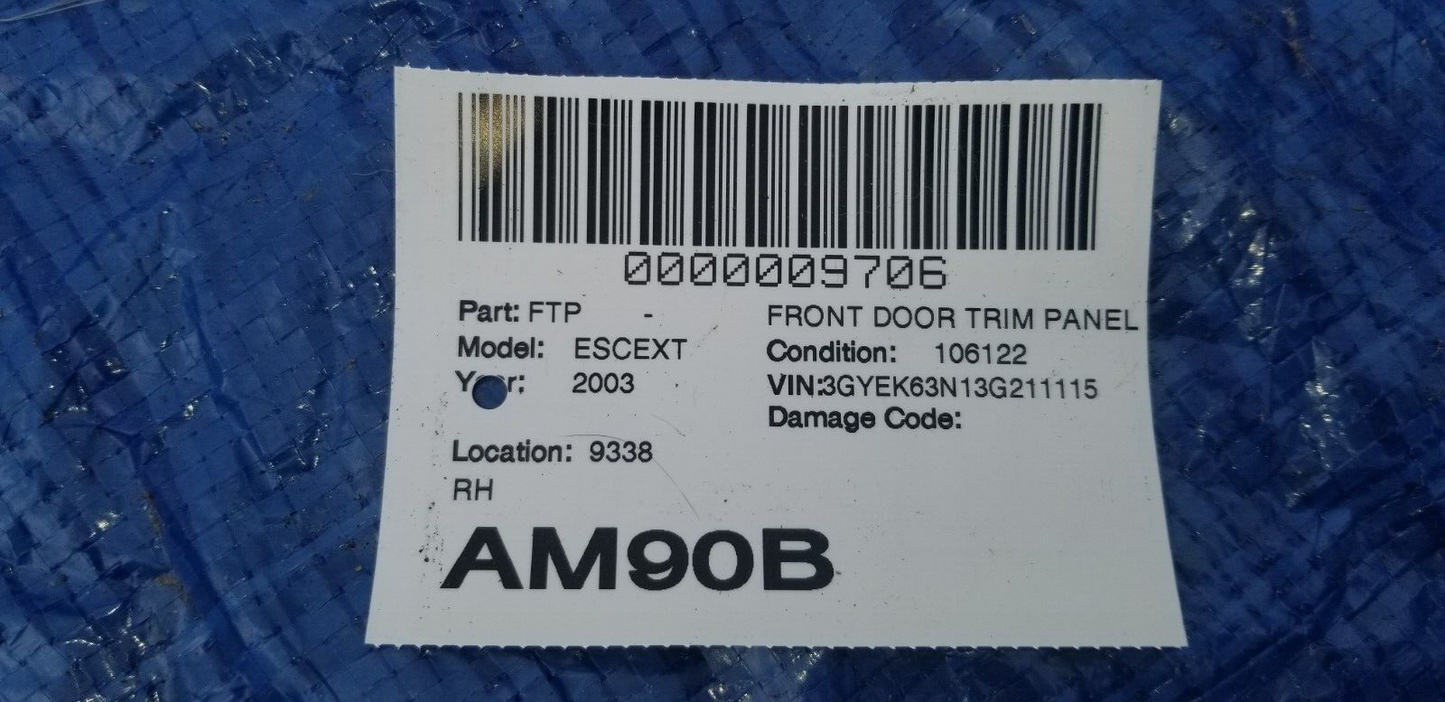 0000009706
Part: FTP - FRONT DOOR TRIM PANEL
Model: ESCEXT Condition: 106122
Year: 2003 VIN:3GYEK63N13G211115
Damage Code:
Location: 9338
RH
AM90B